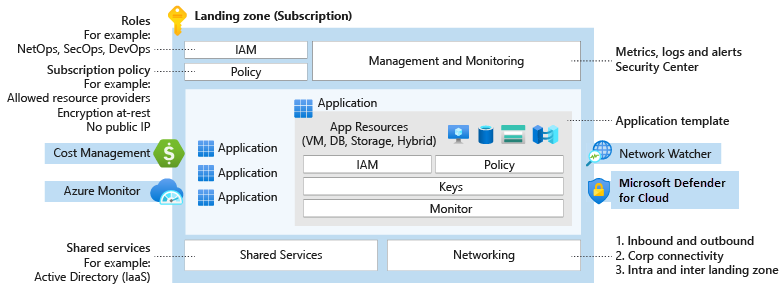 Landing zone (Subscription)
Roles
For example:
NetOps, SecOps, DevOps
IAM
Policy
Management and Monitoring
Metrics, logs and alerts
Security Center
Subscription policy
For example:
Allowed resource providers
Encryption at-rest
No public IP
Application
App Resources
(VM, DB, Storage, Hybrid)
IAM
Policy
Keys
Monitor
Application template
Cost Management
Azure Monitor
Application
Application
Application
Network Watcher
Microsoft Defender
for Cloud
Shared services
For example:
Active Directory (IaaS)
Shared Services
Networking
1. Inbound and outbound
2. Corp connectivity
3. Intra and inter landing zone